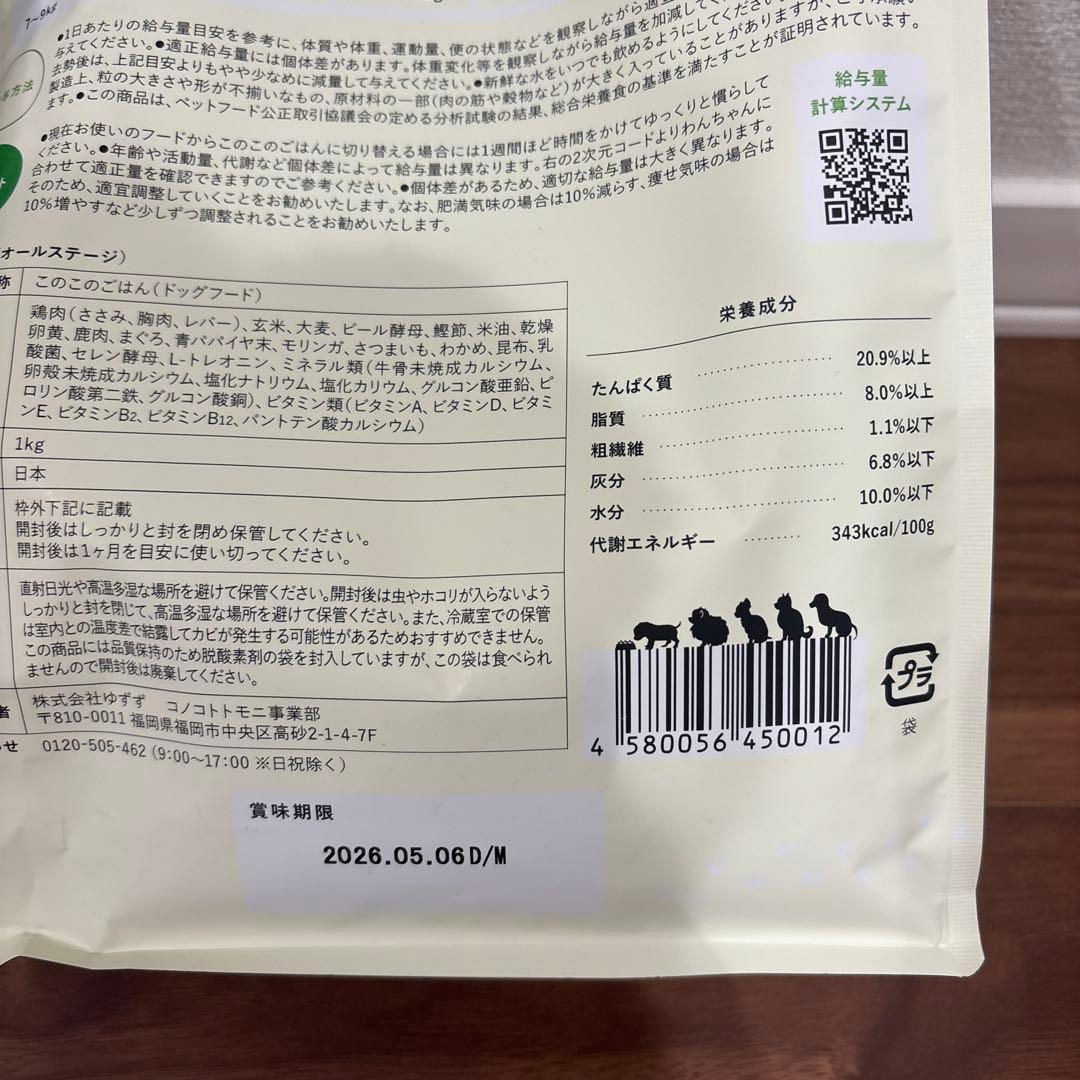 7〜9kg
●1日あたりの給与量目安を参考に、体質や体重、運動量、便の状態などを観察しながら適宜
与えてください。●適正給与量には個体差があります。体重変化等を観察しながら給与量を加減して
去勢後は、上記目安よりもやや少なめに減量して与えてください。●新鮮な水をいつでも飲めるようにしてください。
製造上、粒の大きさや形が不揃いなもの、原材料の一部(肉の筋や穀物など)が大きく入っていることがありますが、ご了承願い
ます。●この商品は、ペットフード公正取引協議会の定める分析試験の結果、総合栄養食の基準を満たすことが証明されています。
与方法
●現在お使いのフードからこのこのごはんに切り替える場合には1週間ほど時間をかけてゆっくりと慣らして
ください。●年齢や活動量、代謝など個体差によって給与量は異なります。右の2次元コードよりわんちゃんに
合わせて適正量を確認できますのでご参考ください。●個体差があるため、適切な給与量は大きく異なります。
そのため、適宜調整していくことをお勧めいたします。なお、肥満気味の場合は10%減らす、痩せ気味の場合は
10%増やすなど少しずつ調整されることをお勧めいたします。
給与量
計算システム
オールステージ)
称 このこのごはん(ドッグフード)
鶏肉(ささみ、胸肉、レバー)、玄米、大麦、ビール酵母、鰹節、米油、乾燥
卵黄、鹿肉、まぐろ、青パパイヤ末、モリンガ、さつまいも、わかめ、昆布、乳
酸菌、セレン酵母、L-トレオニン、ミネラル類(牛骨未焼成カルシウム、
卵殻未焼成カルシウム、塩化ナトリウム、塩化カリウム、グルコン酸亜鉛、ピ
ロリン酸第二鉄、グルコン酸銅)、ビタミン類(ビタミンA、ビタミンD、ビタミ
ンE、ビタミンB2、ビタミンB12、パントテン酸カルシウム)
1kg
日本
枠外下記に記載
開封後はしっかりと封を閉め保管してください。
開封後は1ヶ月を目安に使い切ってください。
直射日光や高温多湿な場所を避けて保管ください。開封後は虫やホコリが入らないよう
しっかりと封を閉じて、高温多湿な場所を避けて保管ください。また、冷蔵室での保管
は室内との温度差で結露してカビが発生する可能性があるためおすすめできません。
この商品には品質保持のため脱酸素剤の袋を封入していますが、この袋は食べられ
ませんので開封後は廃棄してください。
者 株式会社ゆずず コノコトトモニ事業部
〒810-0011 福岡県福岡市中央区高砂2-1-4-7F
わせ 0120-505-462 (9:00〜17:00 ※日祝除く)
栄養成分
たんぱく質 20.9%以上
脂質 8.0%以上
粗繊維 1.1%以下
灰分 6.8%以下
水分 10.0%以下
代謝エネルギー 343kcal/100g
4 580056 450012
プラ
袋
賞味期限
2026.05.06D/M